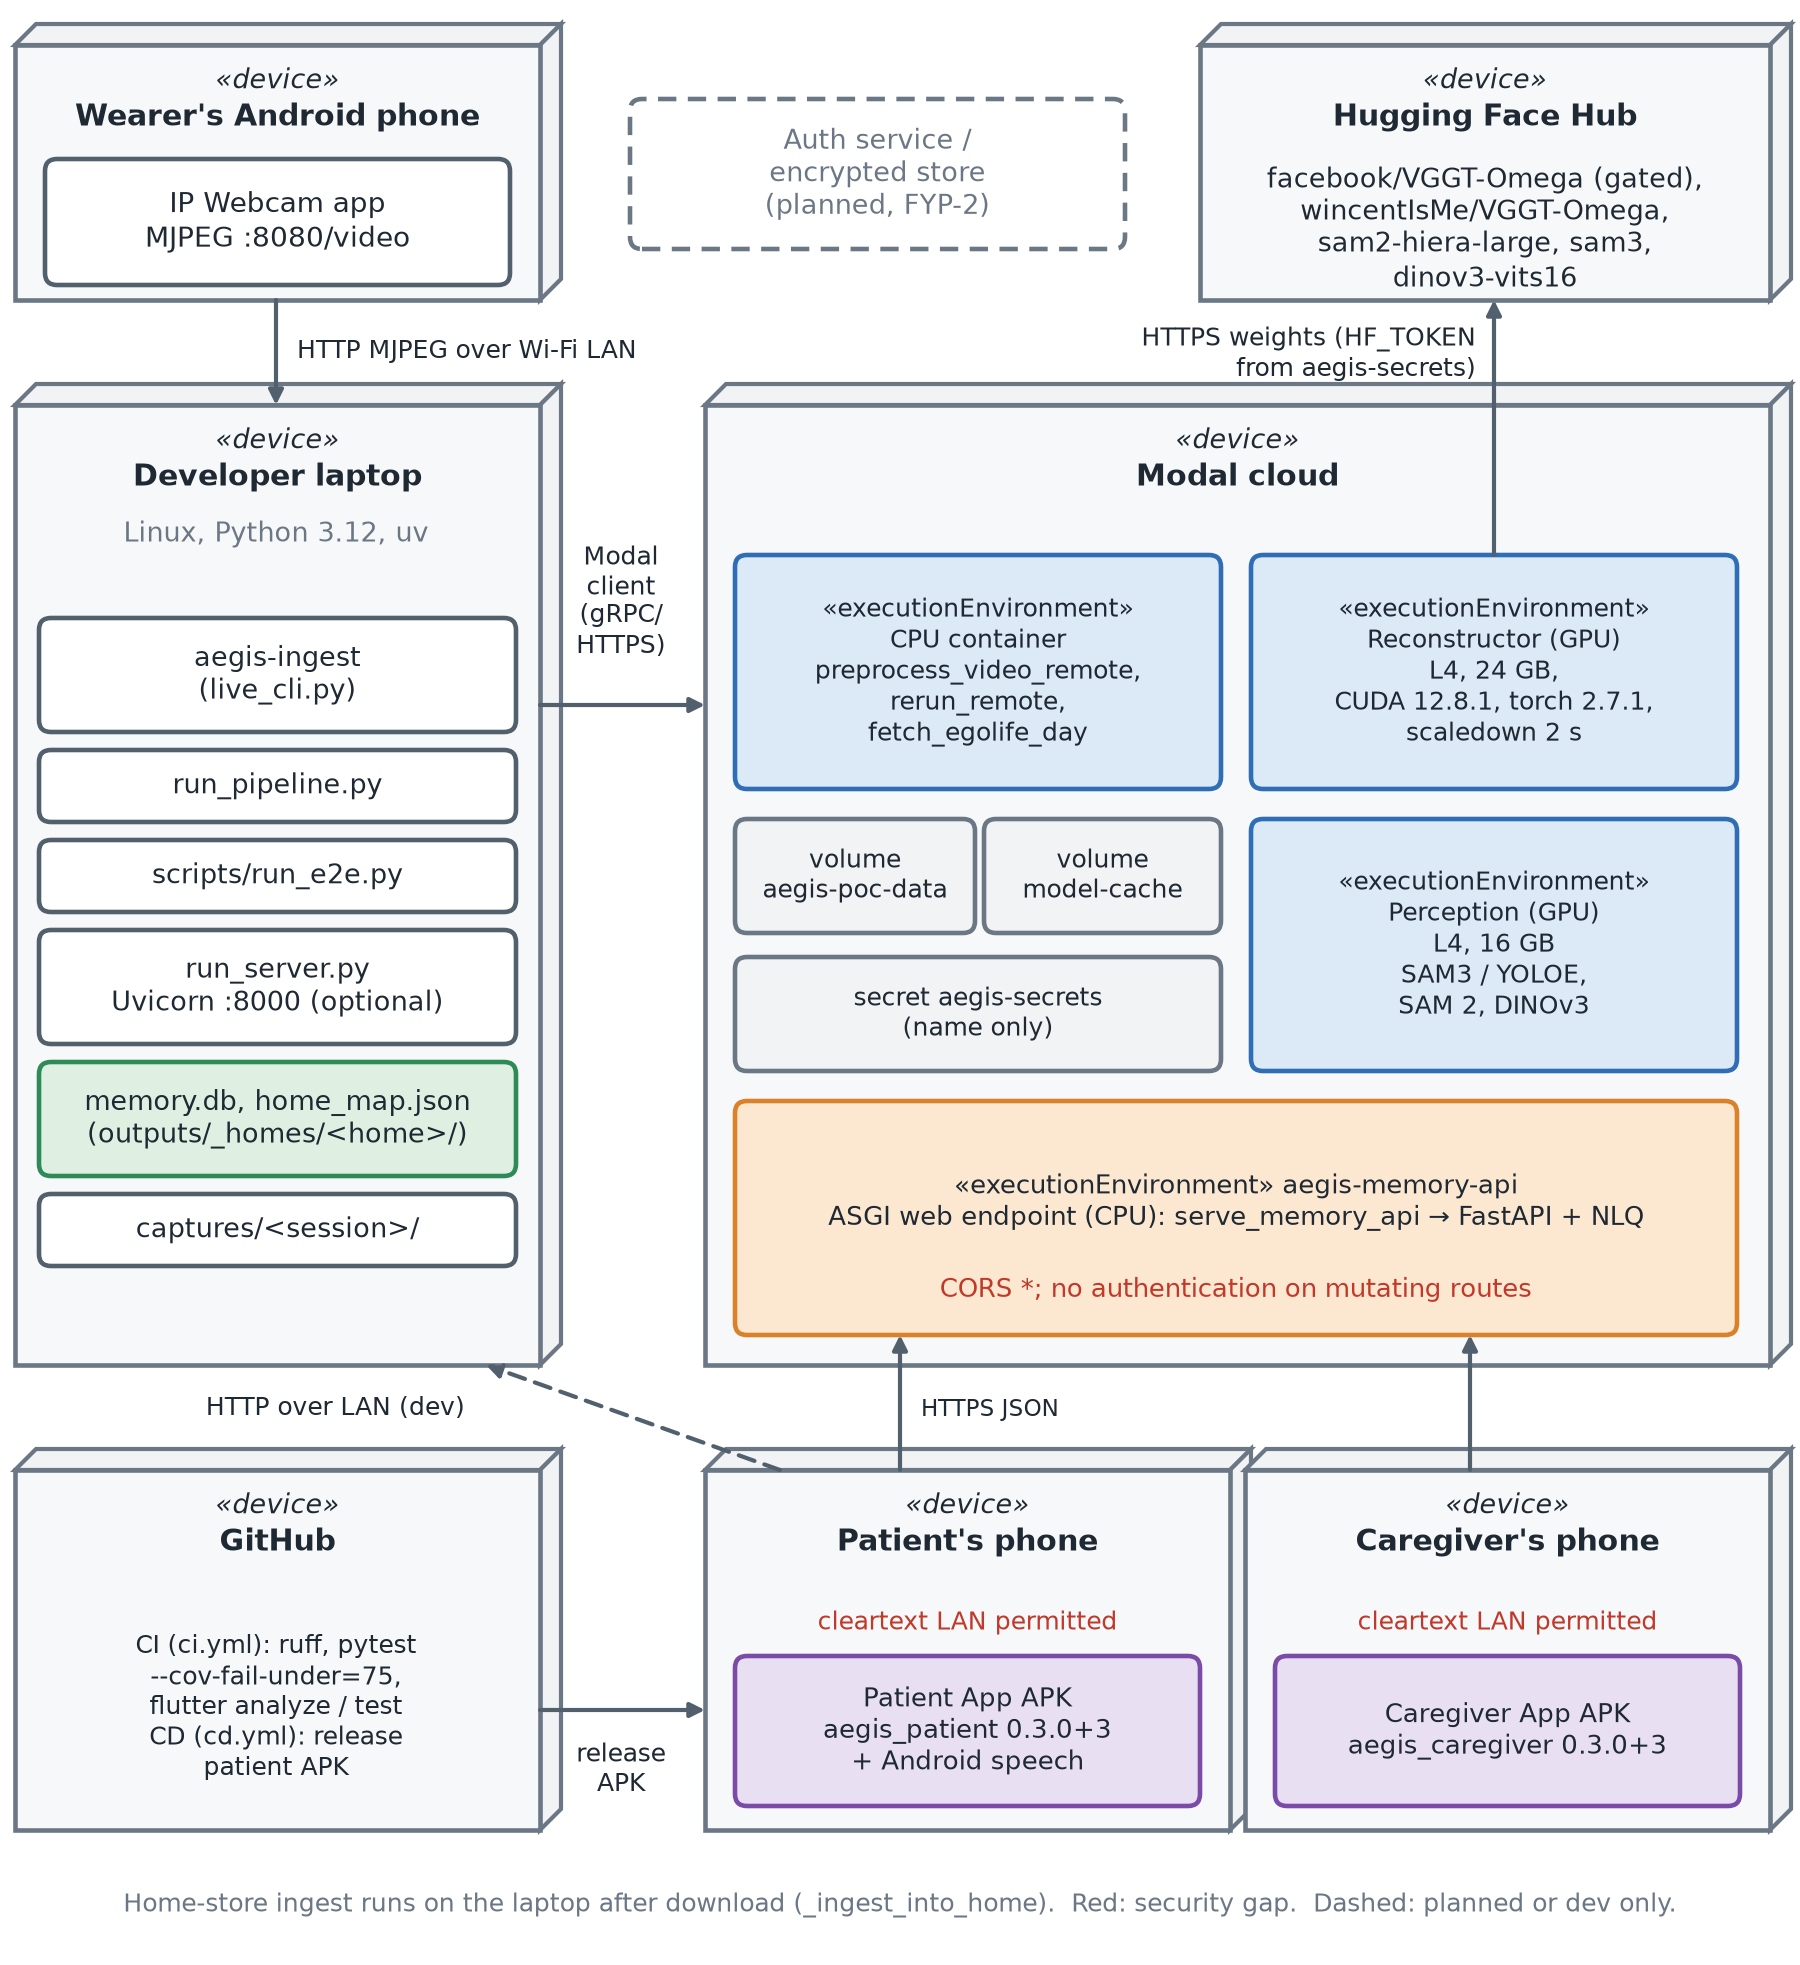 «device»
Wearer's Android phone
IP Webcam app
MJPEG :8080/video
Auth service /
encrypted store
(planned, FYP-2)
«device»
Hugging Face Hub
facebook/VGGT-Omega (gated),
wincentIsMe/VGGT-Omega,
sam2-hiera-large, sam3,
dinov3-vits16
HTTP MJPEG over Wi-Fi LAN
HTTPS weights (HF_TOKEN
from aegis-secrets)
«device»
Developer laptop
Linux, Python 3.12, uv
aegis-ingest
(live_cli.py)
run_pipeline.py
scripts/run_e2e.py
run_server.py
Uvicorn :8000 (optional)
memory.db, home_map.json
(outputs/_homes/<home>/)
captures/<session>/
Modal
client
(gRPC/
HTTPS)
«device»
Modal cloud
«executionEnvironment»
CPU container
preprocess_video_remote,
rerun_remote,
fetch_egolife_day
«executionEnvironment»
Reconstructor (GPU)
L4, 24 GB,
CUDA 12.8.1, torch 2.7.1,
scaledown 2 s
volume
aegis-poc-data
volume
model-cache
«executionEnvironment»
Perception (GPU)
L4, 16 GB
SAM3 / YOLOE,
SAM 2, DINOv3
secret aegis-secrets
(name only)
«executionEnvironment» aegis-memory-api
ASGI web endpoint (CPU): serve_memory_api → FastAPI + NLQ
CORS *; no authentication on mutating routes
HTTP over LAN (dev)
HTTPS JSON
«device»
GitHub
CI (ci.yml): ruff, pytest
--cov-fail-under=75,
flutter analyze / test
CD (cd.yml): release
patient APK
release
APK
«device»
Patient's phone
cleartext LAN permitted
Patient App APK
aegis_patient 0.3.0+3
+ Android speech
«device»
Caregiver's phone
cleartext LAN permitted
Caregiver App APK
aegis_caregiver 0.3.0+3
Home-store ingest runs on the laptop after download (_ingest_into_home).  Red: security gap.  Dashed: planned or dev only.